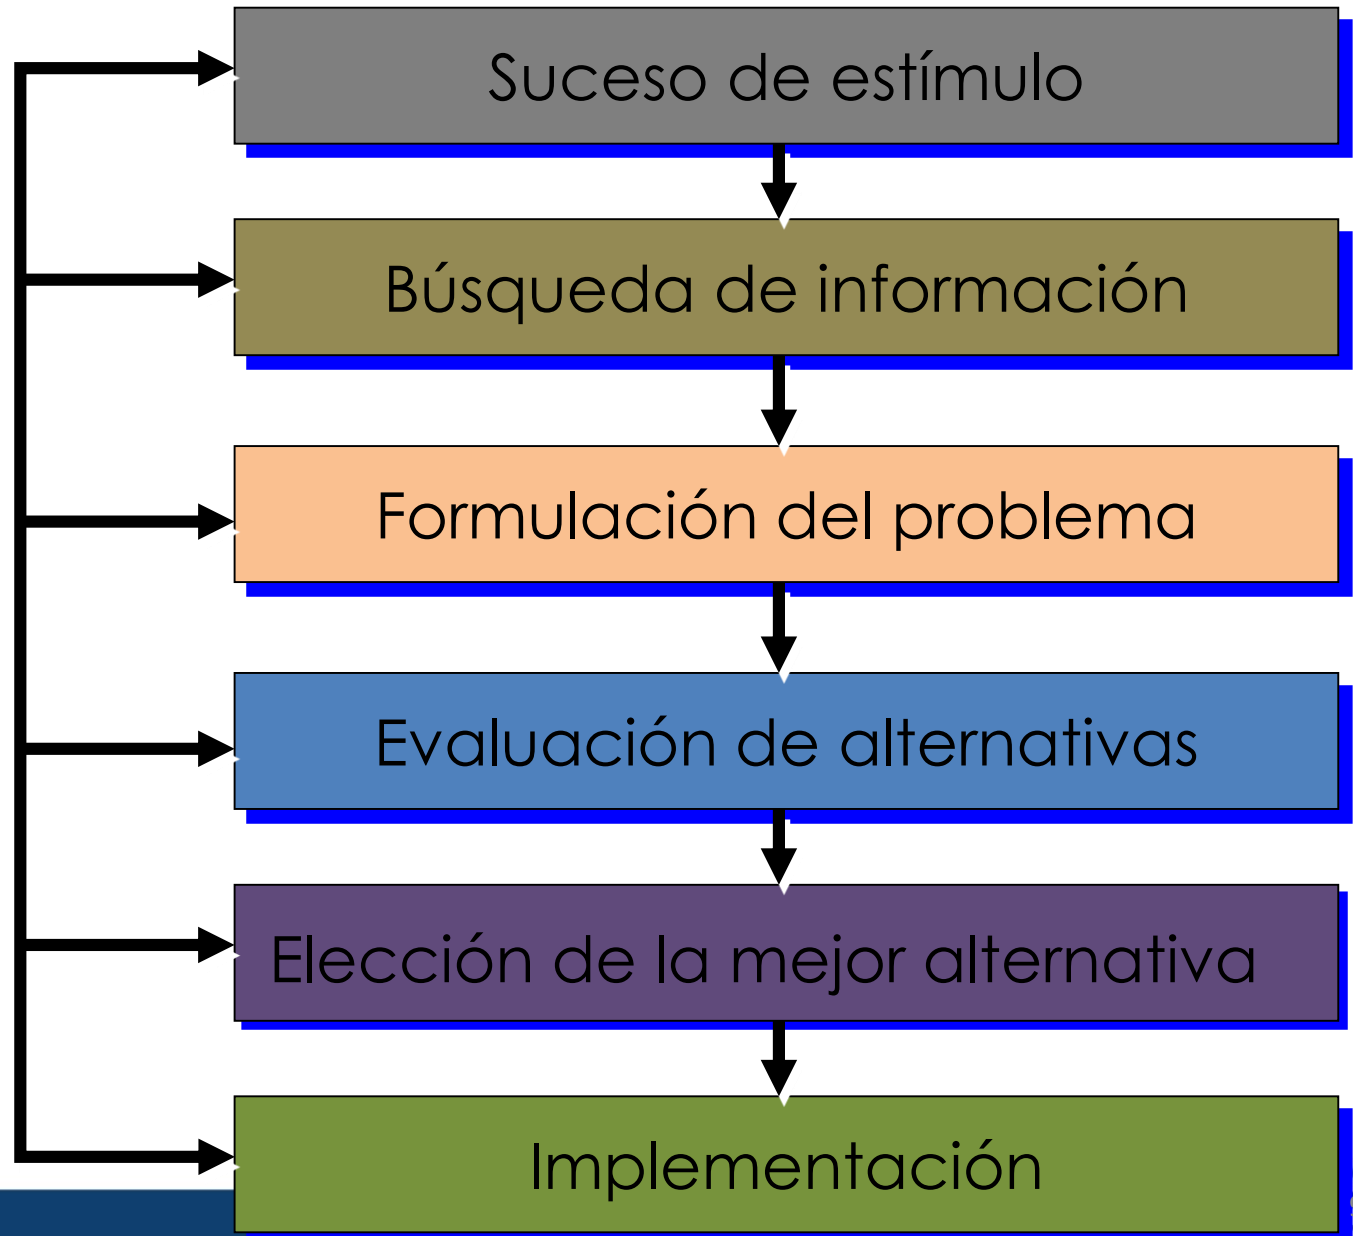 Suceso de estímulo
Búsqueda de información
Formulación del problema
Evaluación de alternativas
Elección de la mejor alternativa
Implementación